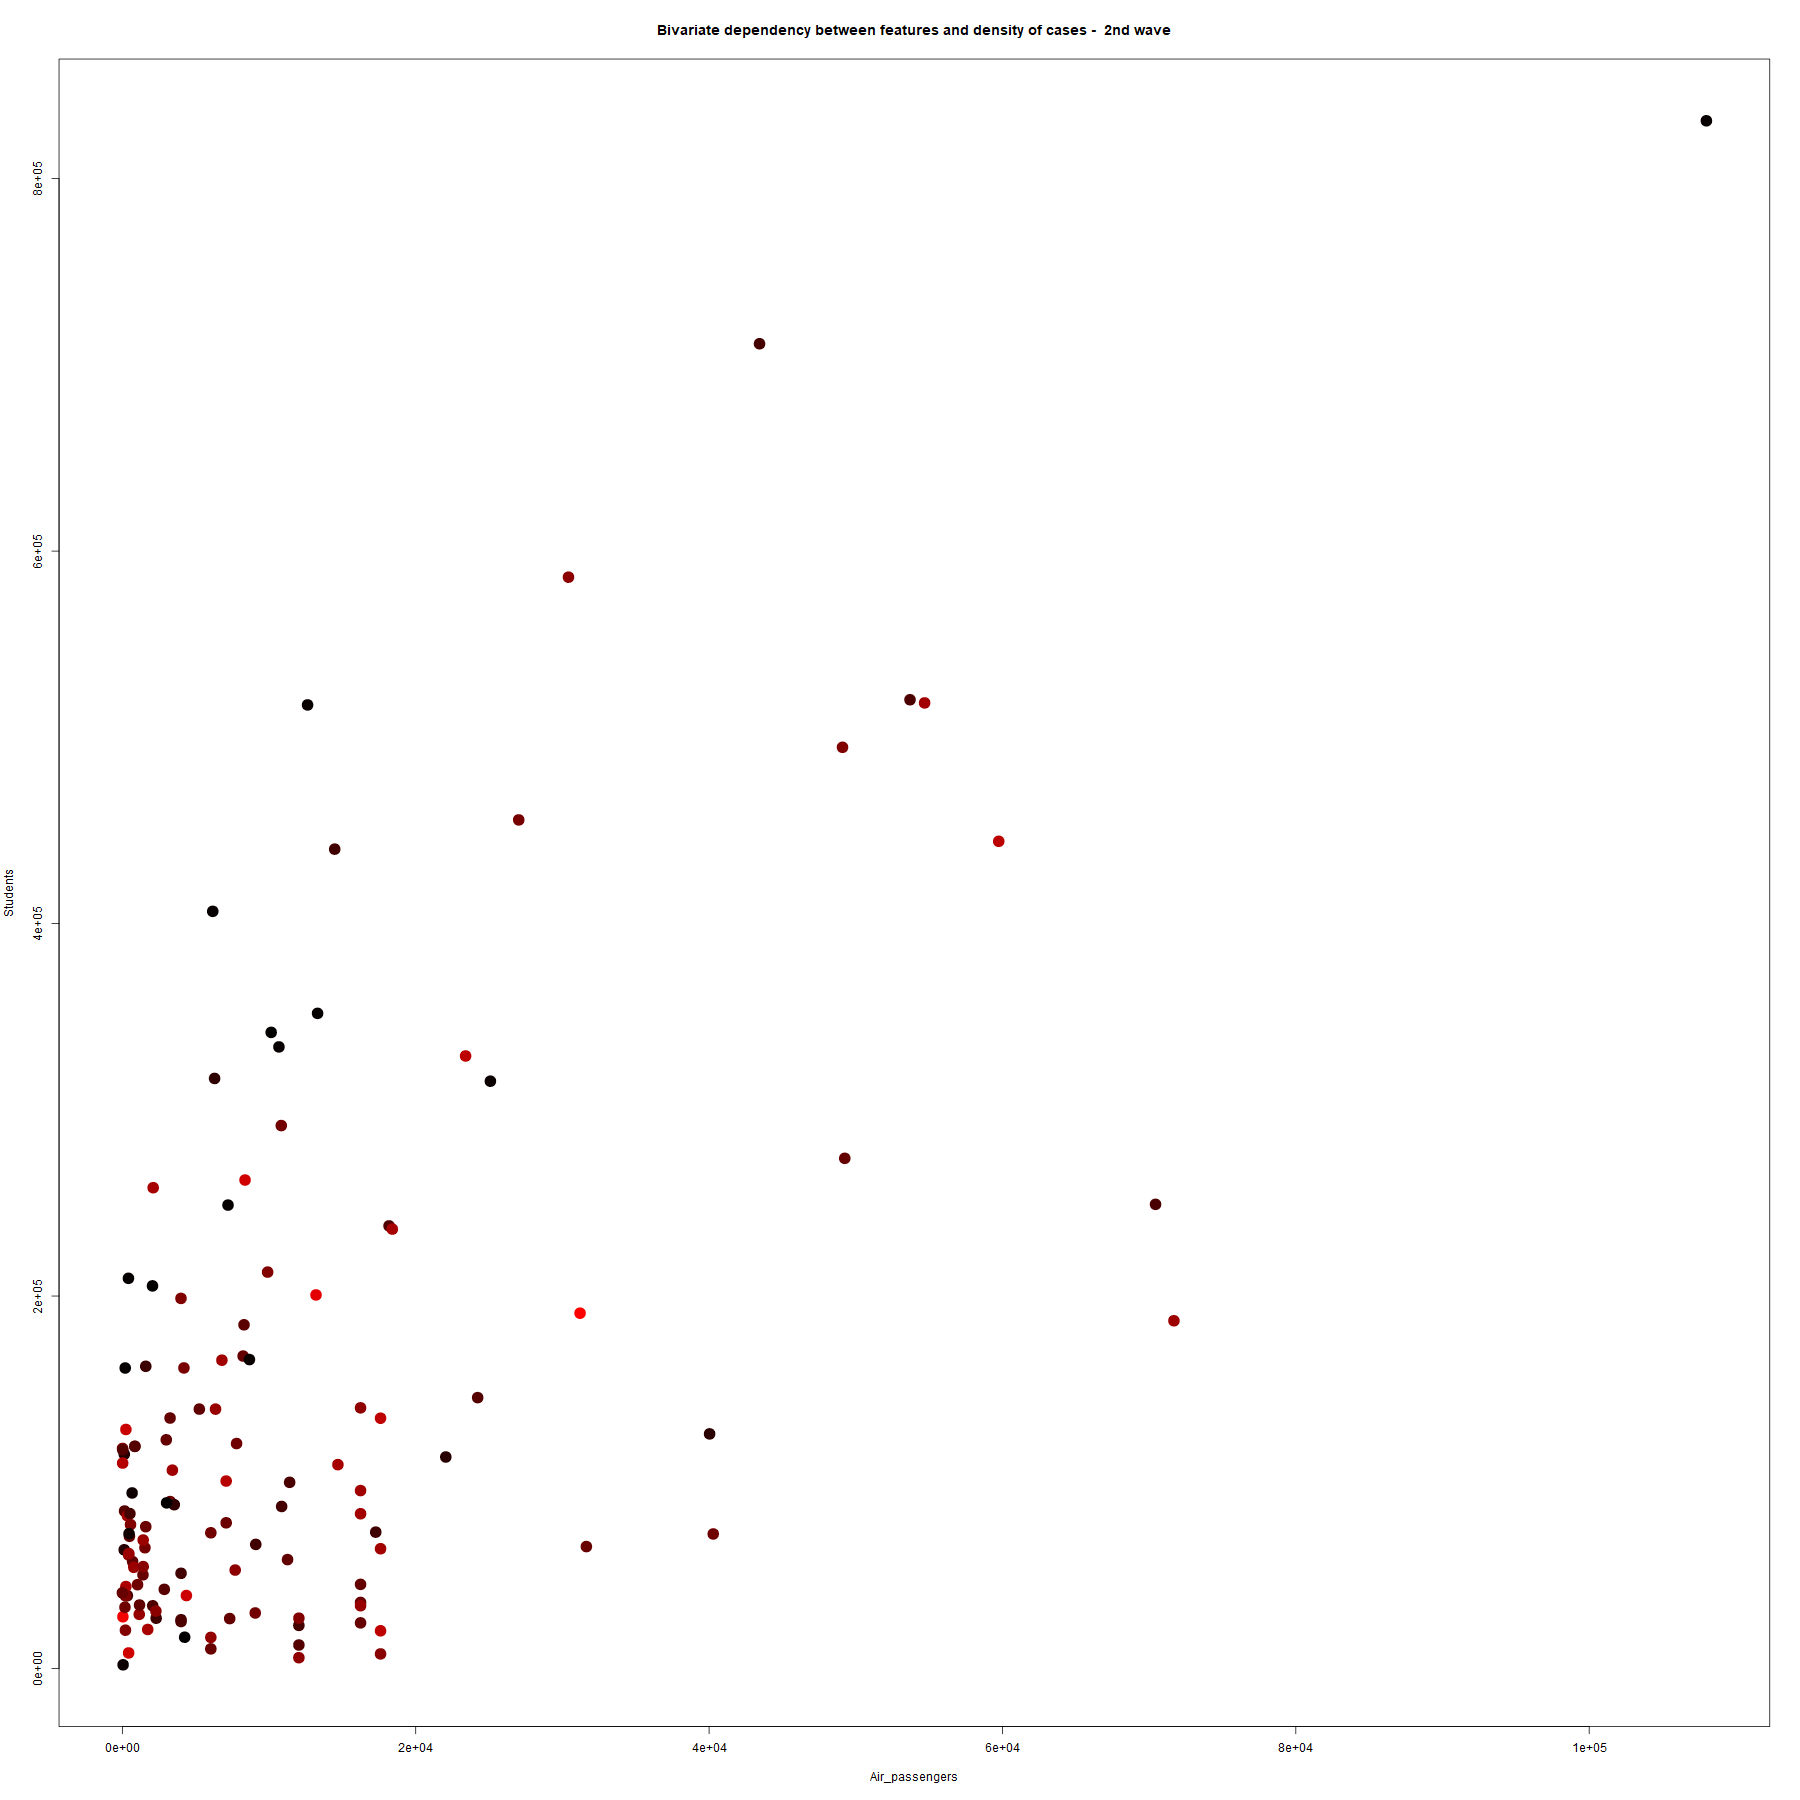 Bivariate dependency between features and density of cases -  2nd wave
8e+05
6e+05
4e+05
2e+05
0e+00
Students
0e+00 2e+04 4e+04 6e+04 8e+04 1e+05
Air_passengers